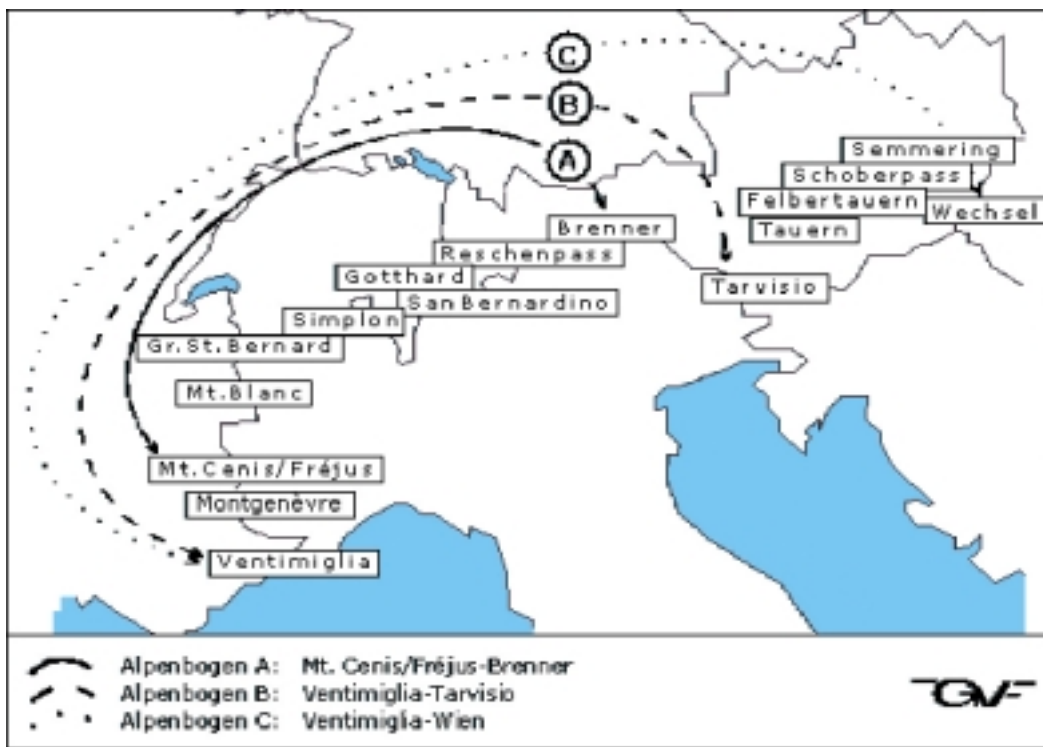 C
B
A
Semmering
Schoberpass
Felbertauern
Wechsel
Tauern
Brenner
Reschenpass
Gotthard
San Bernardino
Tarvisio
Simplon
Gr.St.Bernard
Mt.Blanc
Mt.Cenis/Fréjus
Montgenèvre
Ventimiglia
Alpenbogen A: Mt. Cenis/Fréjus-Brenner
Alpenbogen B: Ventimiglia-Tarvisio
Alpenbogen C: Ventimiglia-Wien
GVF